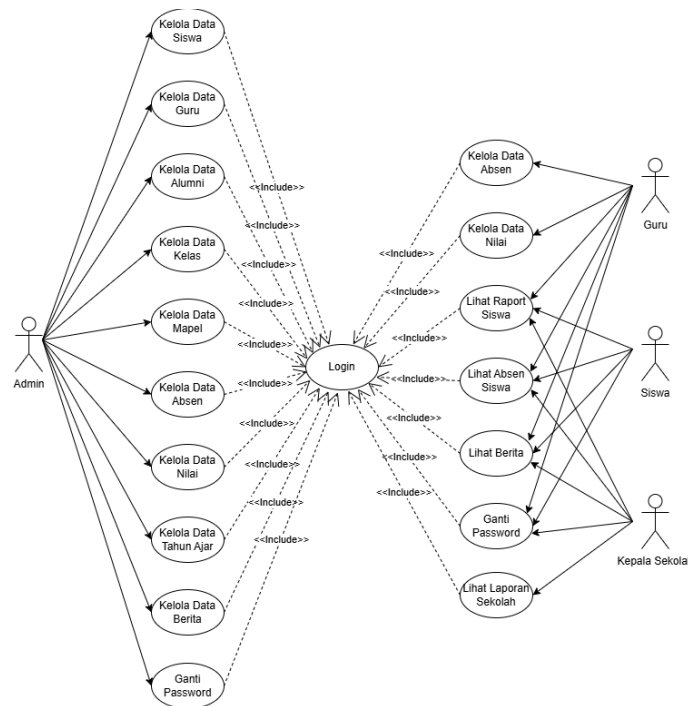 Kelola Data
Siswa
Kelola Data
Guru
Kelola Data
Alumni
Kelola Data
Kelas
Kelola Data
Mapel
Kelola Data
Absen
Kelola Data
Nilai
Kelola Data
Tahun Ajar
Kelola Data
Berita
Ganti
Password
Admin
<<Include>>
<<Include>>
<<Include>>
<<Include>>
<<Include>>
<<Include>>
<<Include>>
<<Include>>
<<Include>>
<<Include>>
Login
<<Include>>
<<Include>>
<<Include>>
<<Include>>
<<Include>>
<<Include>>
<<Include>>
Kelola Data
Absen
Kelola Data
Nilai
Lihat Raport
Siswa
Lihat Absen
Siswa
Lihat Berita
Ganti
Password
Lihat Laporan
Sekolah
Guru
Siswa
Kepala Sekolah